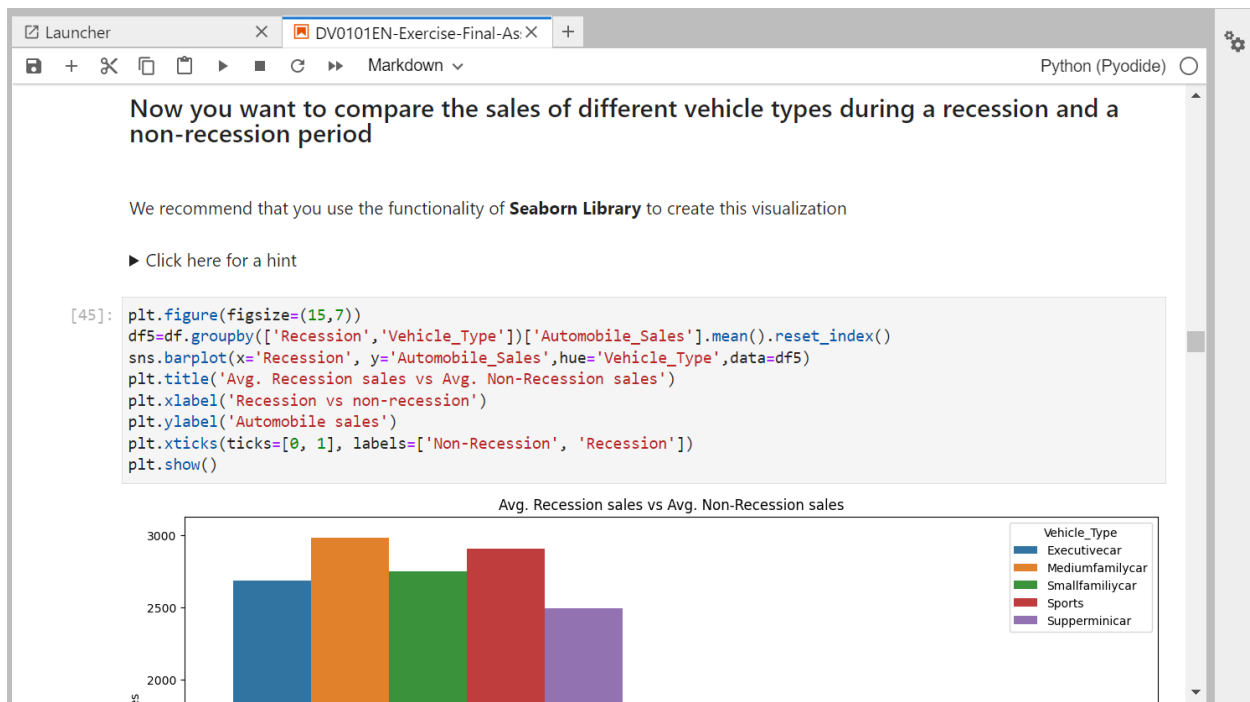 Launcher
DV0101EN-Exercise-Final-As
Markdown
Python (Pyodide)
Now you want to compare the sales of different vehicle types during a recession and a
non-recession period
We recommend that you use the functionality of Seaborn Library to create this visualization
Click here for a hint
[45]:
plt.figure(figsize=(15,7))
df5=df.groupby(['Recession','Vehicle_Type'])['Automobile_Sales'].mean().reset_index()
sns.barplot(x='Recession', y='Automobile_Sales',hue='Vehicle_Type',data=df5)
plt.title('Avg. Recession sales vs Avg. Non-Recession sales')
plt.xlabel('Recession vs non-recession')
plt.ylabel('Automobile sales')
plt.xticks(ticks=[0, 1], labels=['Non-Recession', 'Recession'])
plt.show()
Avg. Recession sales vs Avg. Non-Recession sales
3000
2500
2000
Vehicle_Type
Executivecar
Mediumfamilycar
Smallfamiliycar
Sports
Supperminicar